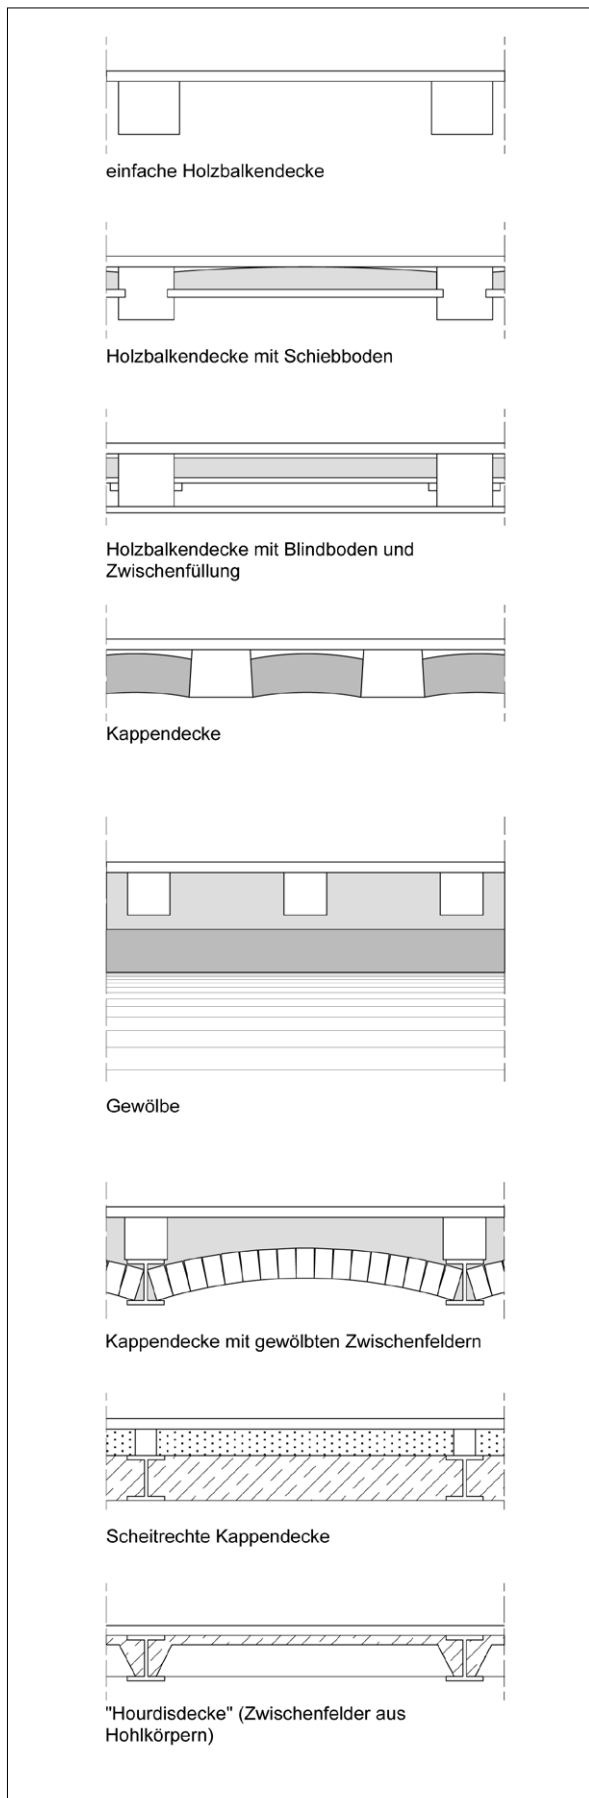 einfache Holzbalkendecke
Holzbalkendecke mit Schiebboden
Holzbalkendecke mit Blindboden und
Zwischenfüllung
Kappendecke
Gewölbe
Kappendecke mit gewölbten Zwischenfeldern
Scheitrechte Kappendecke
"Hourdisdecke" (Zwischenfelder aus
Hohlkörpern)